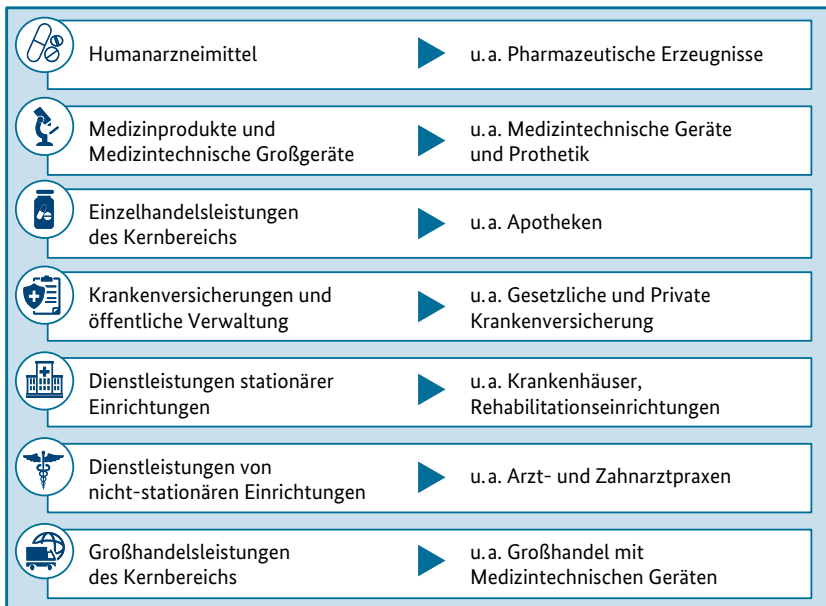 Humanarzneimittel
u. a. Pharmazeutische Erzeugnisse
Medizinprodukte und
Medizintechnische Großgeräte
u. a. Medizintechnische Geräte
und Prothetik
Einzelhandelsleistungen
des Kernbereichs
u. a. Apotheken
Krankenversicherungen und
öffentliche Verwaltung
u. a. Gesetzliche und Private
Krankenversicherung
Dienstleistungen stationärer
Einrichtungen
u. a. Krankenhäuser,
Rehabilitationseinrichtungen
Dienstleistungen von
nicht-stationären Einrichtungen
u. a. Arzt- und Zahnarztpraxen
Großhandelsleistungen
des Kernbereichs
u. a. Großhandel mit
Medizintechnischen Geräten